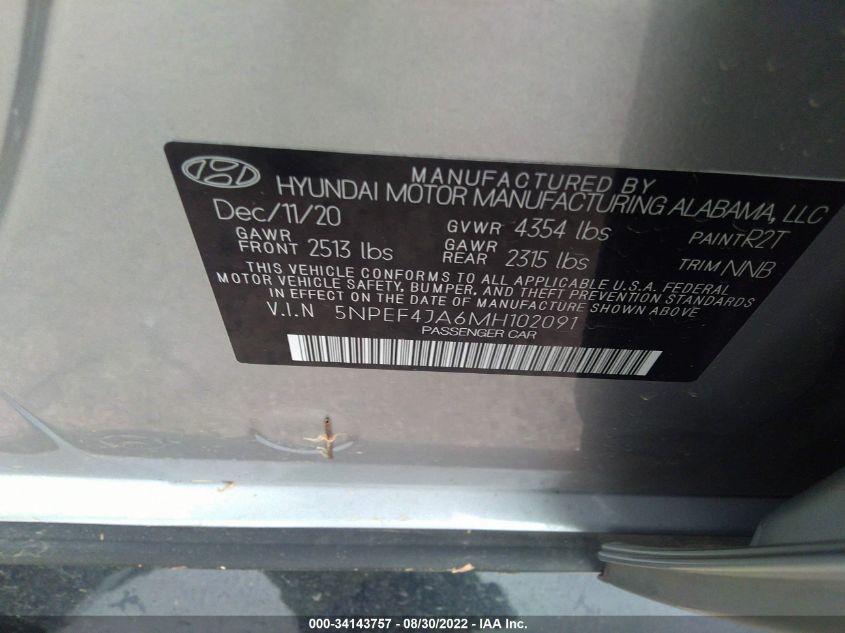 MANUFACTURED BY
HYUNDAI MOTOR MANUFACTURING ALABAMA, LLC
Dec/11/20 GVWR 4354 lbs PAINT R2T
GAWR FRONT 2513 lbs GAWR REAR 2315 lbs TRIM NNB
THIS VEHICLE CONFORMS TO ALL APPLICABLE U.S.A. FEDERAL
MOTOR VEHICLE SAFETY, BUMPER, AND THEFT PREVENTION STANDARDS
IN EFFECT ON THE DATE OF MANUFACTURE SHOWN ABOVE
V.I.N 5NPEF4JA6MH102091
PASSENGER CAR
000-34143757 - 08/30/2022 - IAA Inc.